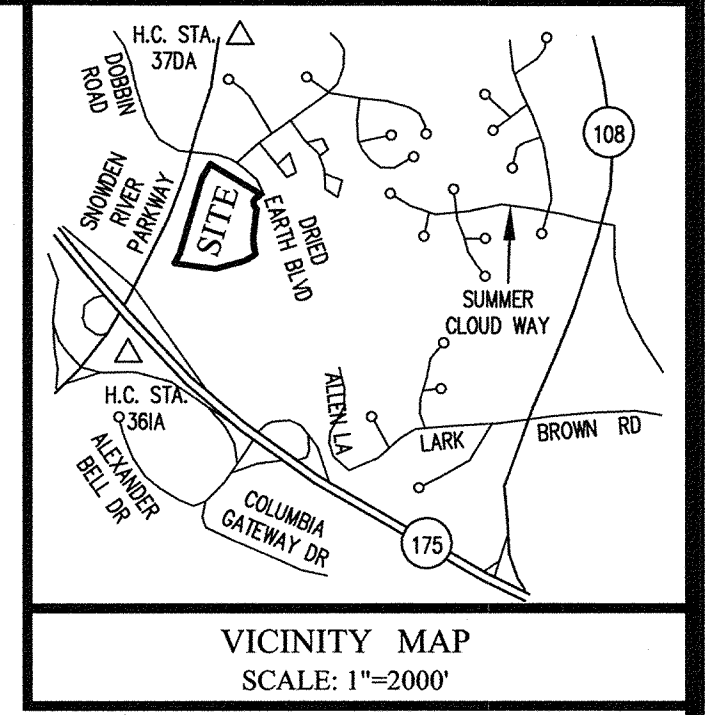 H.C. STA.
37DA
DOBBIN
ROAD
108
SNOWDEN
RIVER
PARKWAY
SITE
DRIED
EARTH BLVD
SUMMER
CLOUD WAY
H.C. STA.
361A
ALLEN LA
LARK BROWN RD
ALEXANDER
BELL DR
COLUMBIA
GATEWAY DR
175
VICINITY MAP
SCALE: 1"=2000'